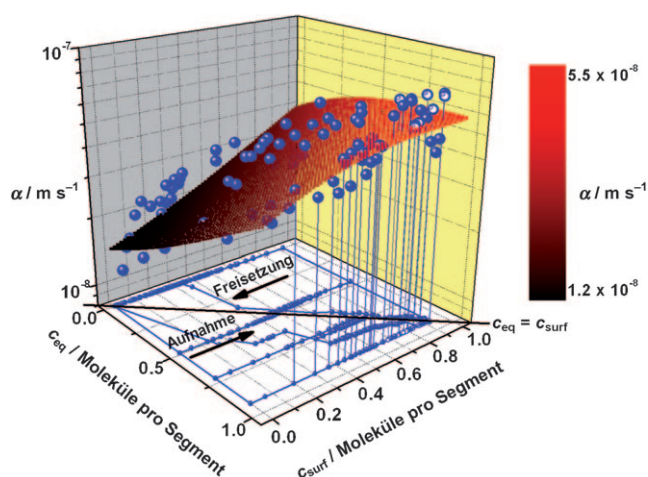 10⁻⁷
α / m s⁻¹
10⁻⁸
5.5 x 10⁻⁸
α / m s⁻¹
1.2 x 10⁻⁸
Freisetzung
Aufnahme
c_eq = c_surf
0.0
0.5
1.0
c_eq / Moleküle pro Segment
0.0
0.2
0.4
0.6
0.8
1.0
c_surf / Moleküle pro Segment